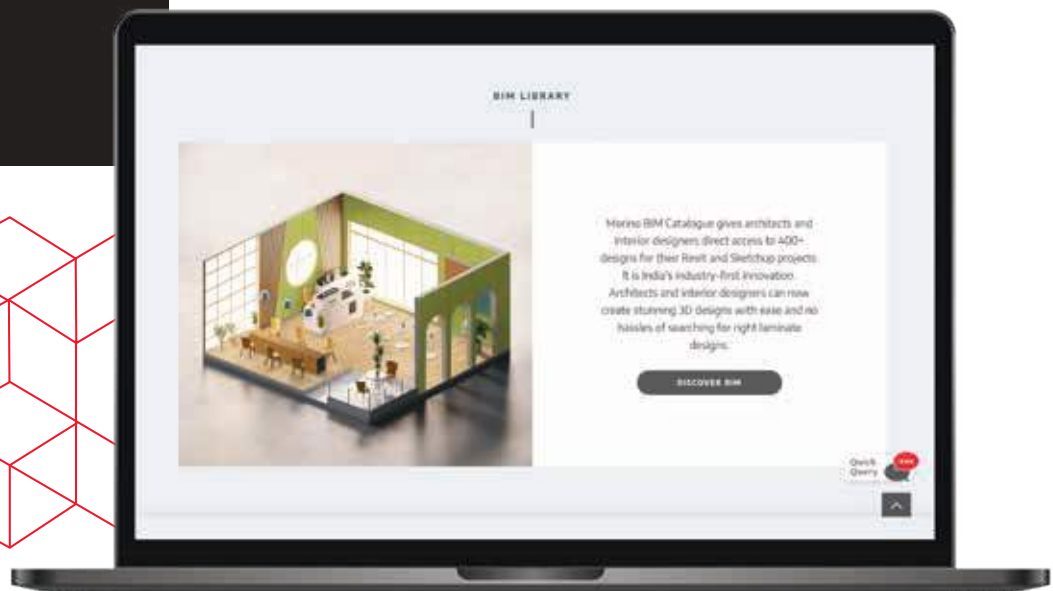 BIM LIBRARY
Merino BIM Catalogue gives architects and
interior designers direct access to 400+
designs for their Revit and Sketchup projects.
It is India's industry-first innovation.
Architects and interior designers can now
create stunning 3D designs with ease and no
hassles of searching for right laminate
designs.
DISCOVER BIM
Quick
Query